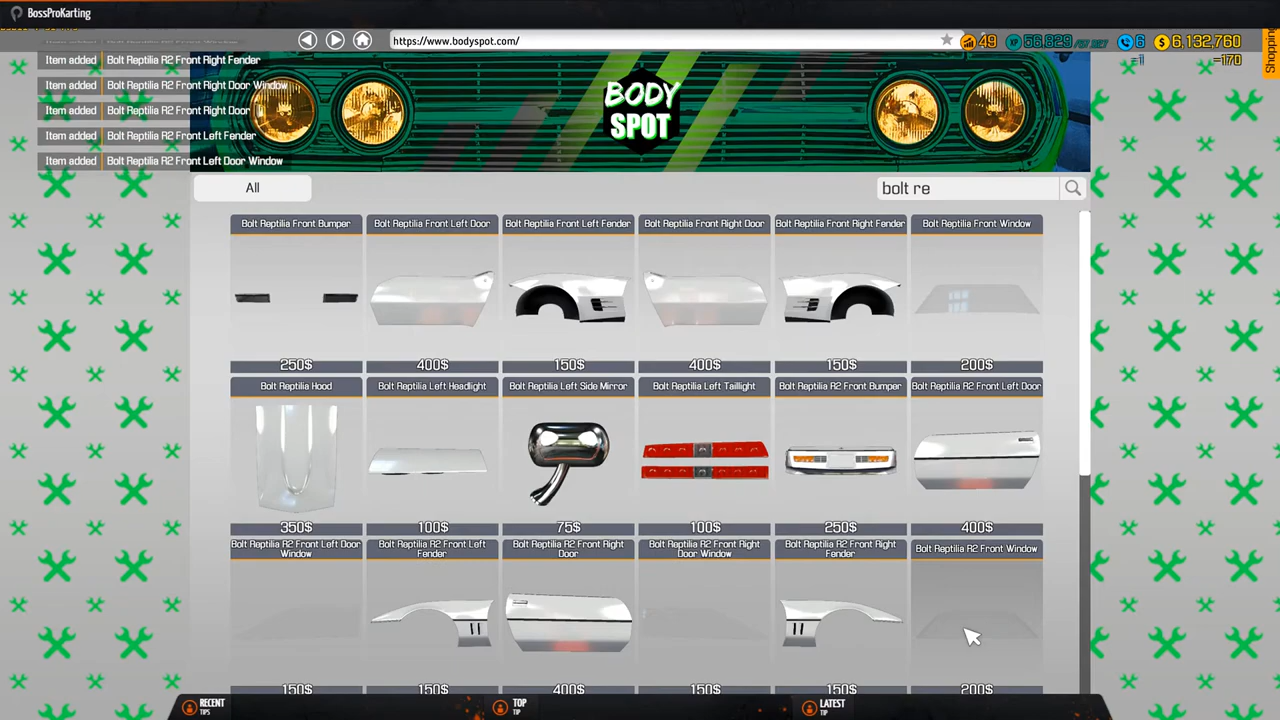 BossProKarting
https://www.bodyspot.com/
49
56,829
6
-1
6,132,760
-170
Shopping
Item added Bolt Reptilia R2 Front Right Fender
Item added Bolt Reptilia R2 Front Right Door Window
Item added Bolt Reptilia R2 Front Right Door
Item added Bolt Reptilia R2 Front Left Fender
Item added Bolt Reptilia R2 Front Left Door Window
BODY
SPOT
All
bolt re
Bolt Reptilia Front Bumper
Bolt Reptilia Front Left Door
Bolt Reptilia Front Left Fender
Bolt Reptilia Front Right Door
Bolt Reptilia Front Right Fender
Bolt Reptilia Front Window
250$
400$
150$
400$
150$
200$
Bolt Reptilia Hood
Bolt Reptilia Left Headlight
Bolt Reptilia Left Side Mirror
Bolt Reptilia Left Taillight
Bolt Reptilia R2 Front Bumper
Bolt Reptilia R2 Front Left Door
350$
100$
75$
100$
250$
400$
Bolt Reptilia R2 Front Left Door
Window
Bolt Reptilia R2 Front Left
Fender
Bolt Reptilia R2 Front Right
Door
Bolt Reptilia R2 Front Right
Door Window
Bolt Reptilia R2 Front Right
Fender
Bolt Reptilia R2 Front Window
150$
150$
400$
150$
150$
200$
RECENT
TIPS
TOP
TIP
LATEST
TIP